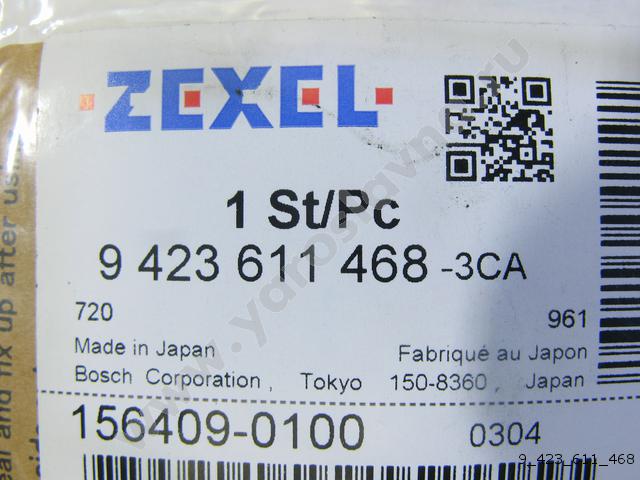 ZEXEL
1 St/Pc
9 423 611 468 -3CA
720
961
Made in Japan
Fabriqué au Japon
Bosch Corporation, Tokyo 150-8360, Japan
156409-0100
0304
9_423_611_468